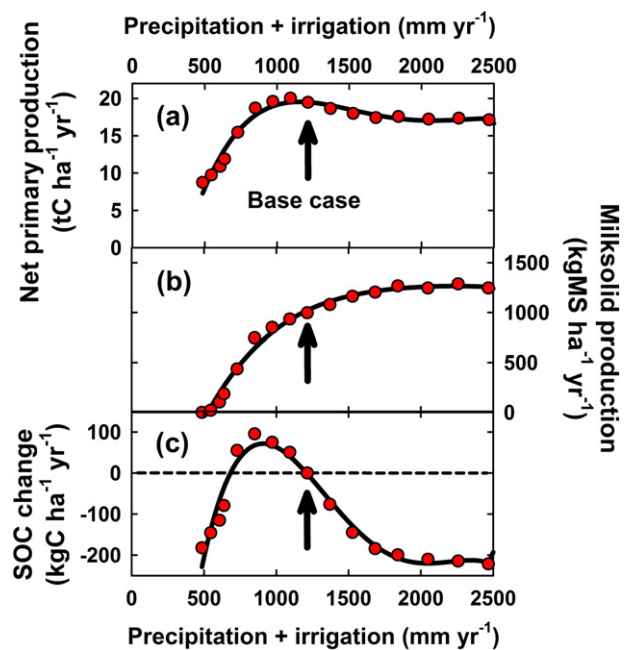 Precipitation + irrigation (mm yr⁻¹)
0 500 1000 1500 2000 2500
Net primary production
(tC ha⁻¹ yr⁻¹)
20
15
10
5
0
(a)
Base case
(b)
1500
1000
500
0
Milksolid production
(kgMS ha⁻¹ yr⁻¹)
SOC change
(kgC ha⁻¹ yr⁻¹)
100
0
-100
-200
(c)
0 500 1000 1500 2000 2500
Precipitation + irrigation (mm yr⁻¹)